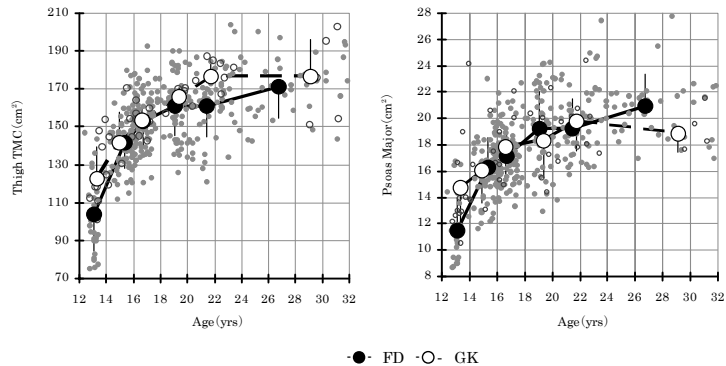 210
190
170
150
130
110
90
70
Thigh TMC(cm²)
12 14 16 18 20 22 24 26 28 30 32
Age(yrs)
28
26
24
22
20
18
16
14
12
10
8
Psoas Major(cm²)
12 14 16 18 20 22 24 26 28 30 32
Age(yrs)
FD GK